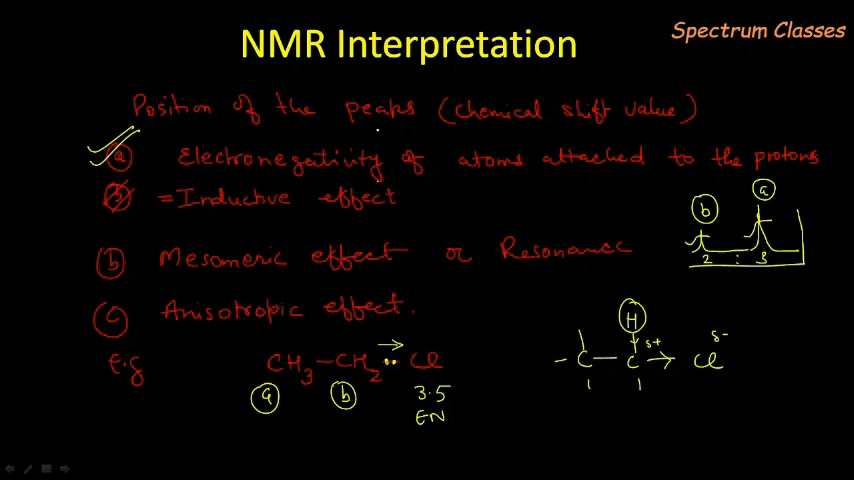 Spectrum Classes
NMR Interpretation
Position of the peaks (Chemical shift value)
a Electronegativity of atoms attached to the protons
b = Inductive effect
b Mesomeric effect or Resonance
c Anisotropic effect.
E.g CH3-CH2 Cl
a b 3.5
EN
b a
2 : 3
H
δ+ δ-
- C - C → Cl